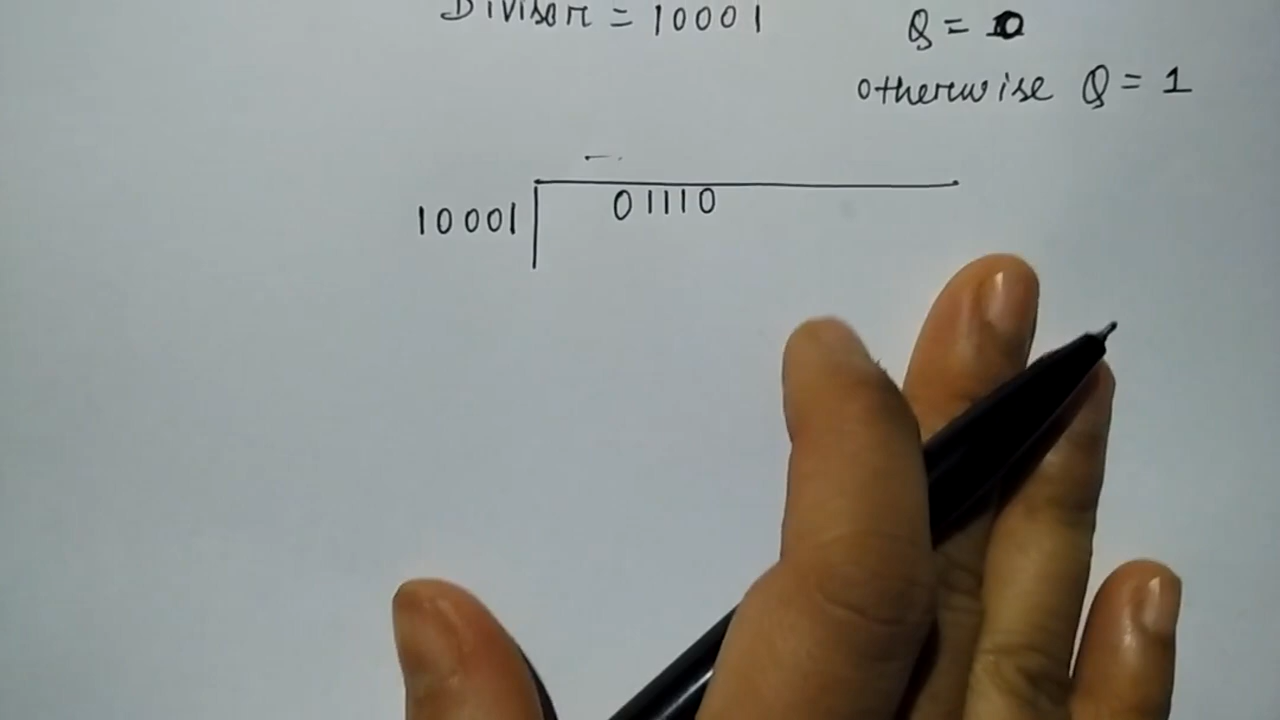 Divisor = 10001
Q = 0
otherwise Q = 1
10001 01110